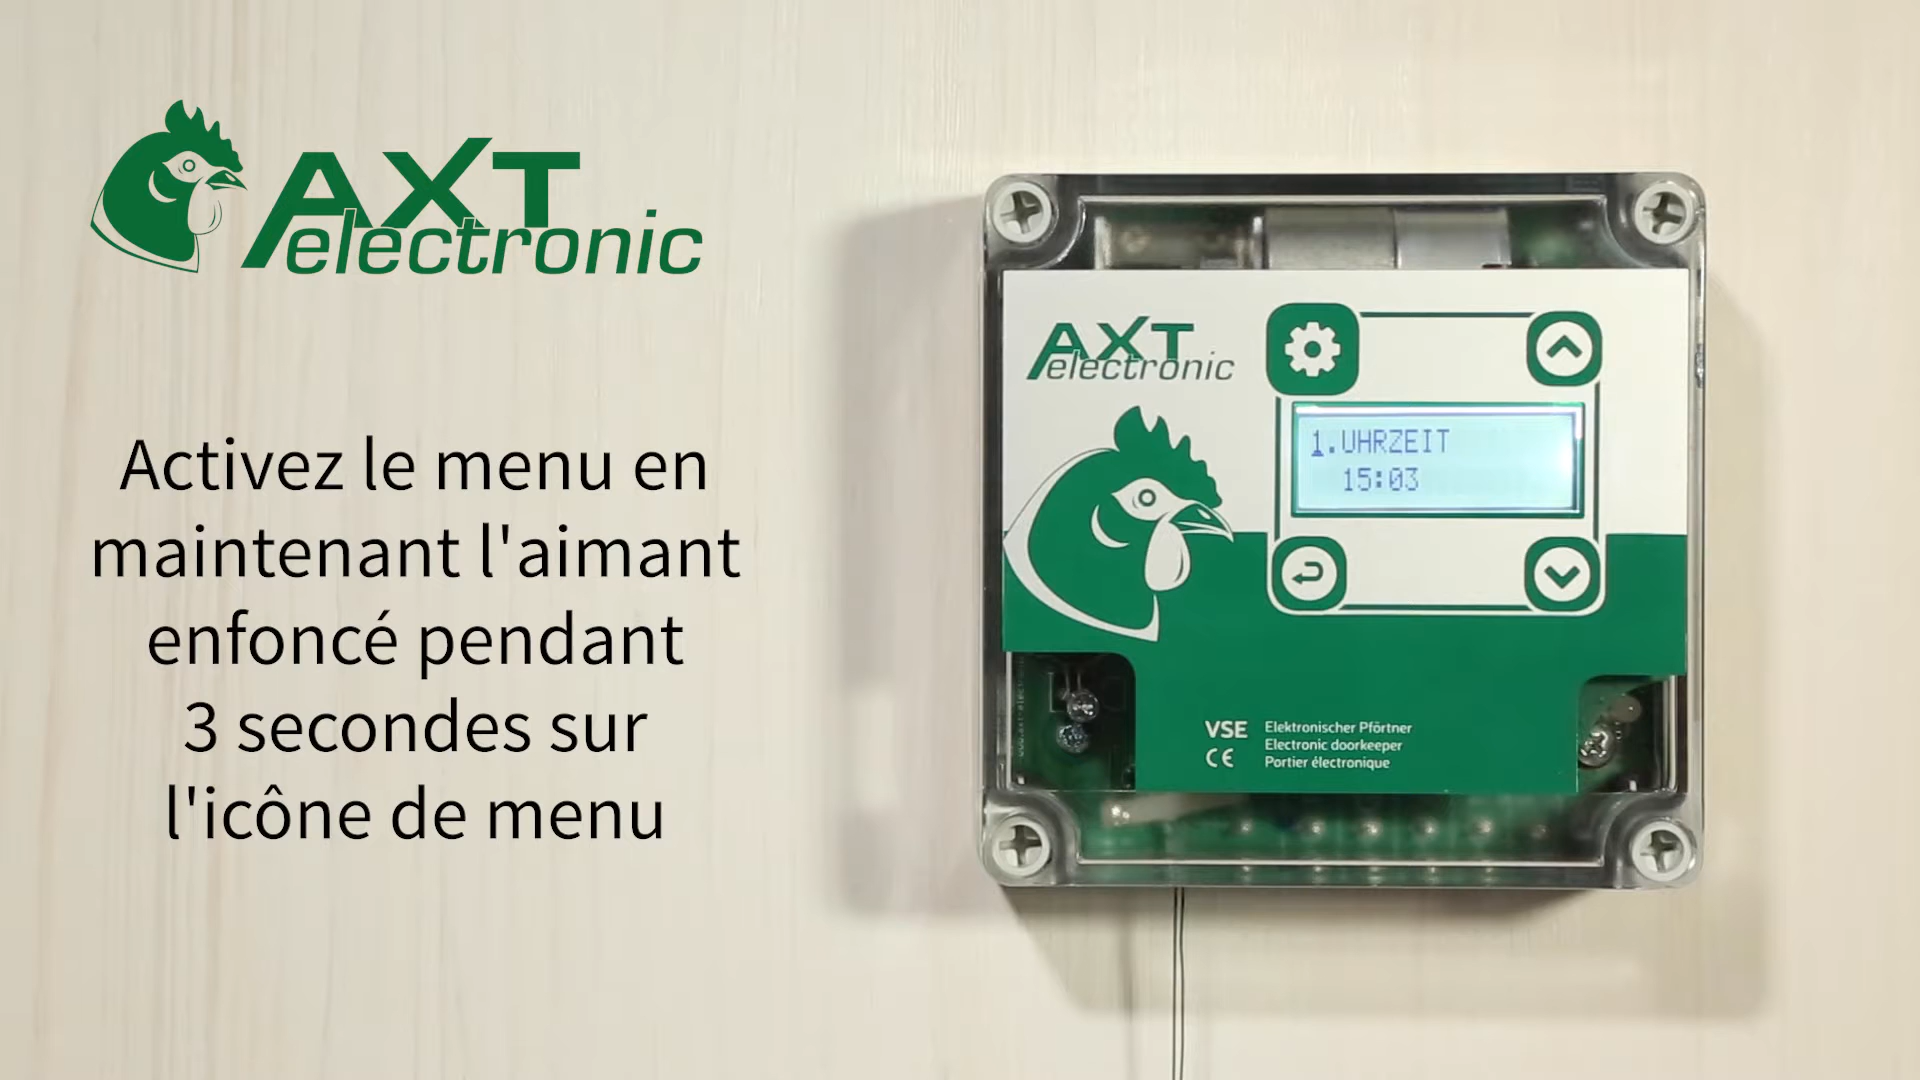 AXT
electronic
Activez le menu en
maintenant l'aimant
enfoncé pendant
3 secondes sur
l'icône de menu
AXT
electronic
1.UHRZEIT
15:03
VSE
CE
Elektronischer Pförtner
Electronic doorkeeper
Portier électronique